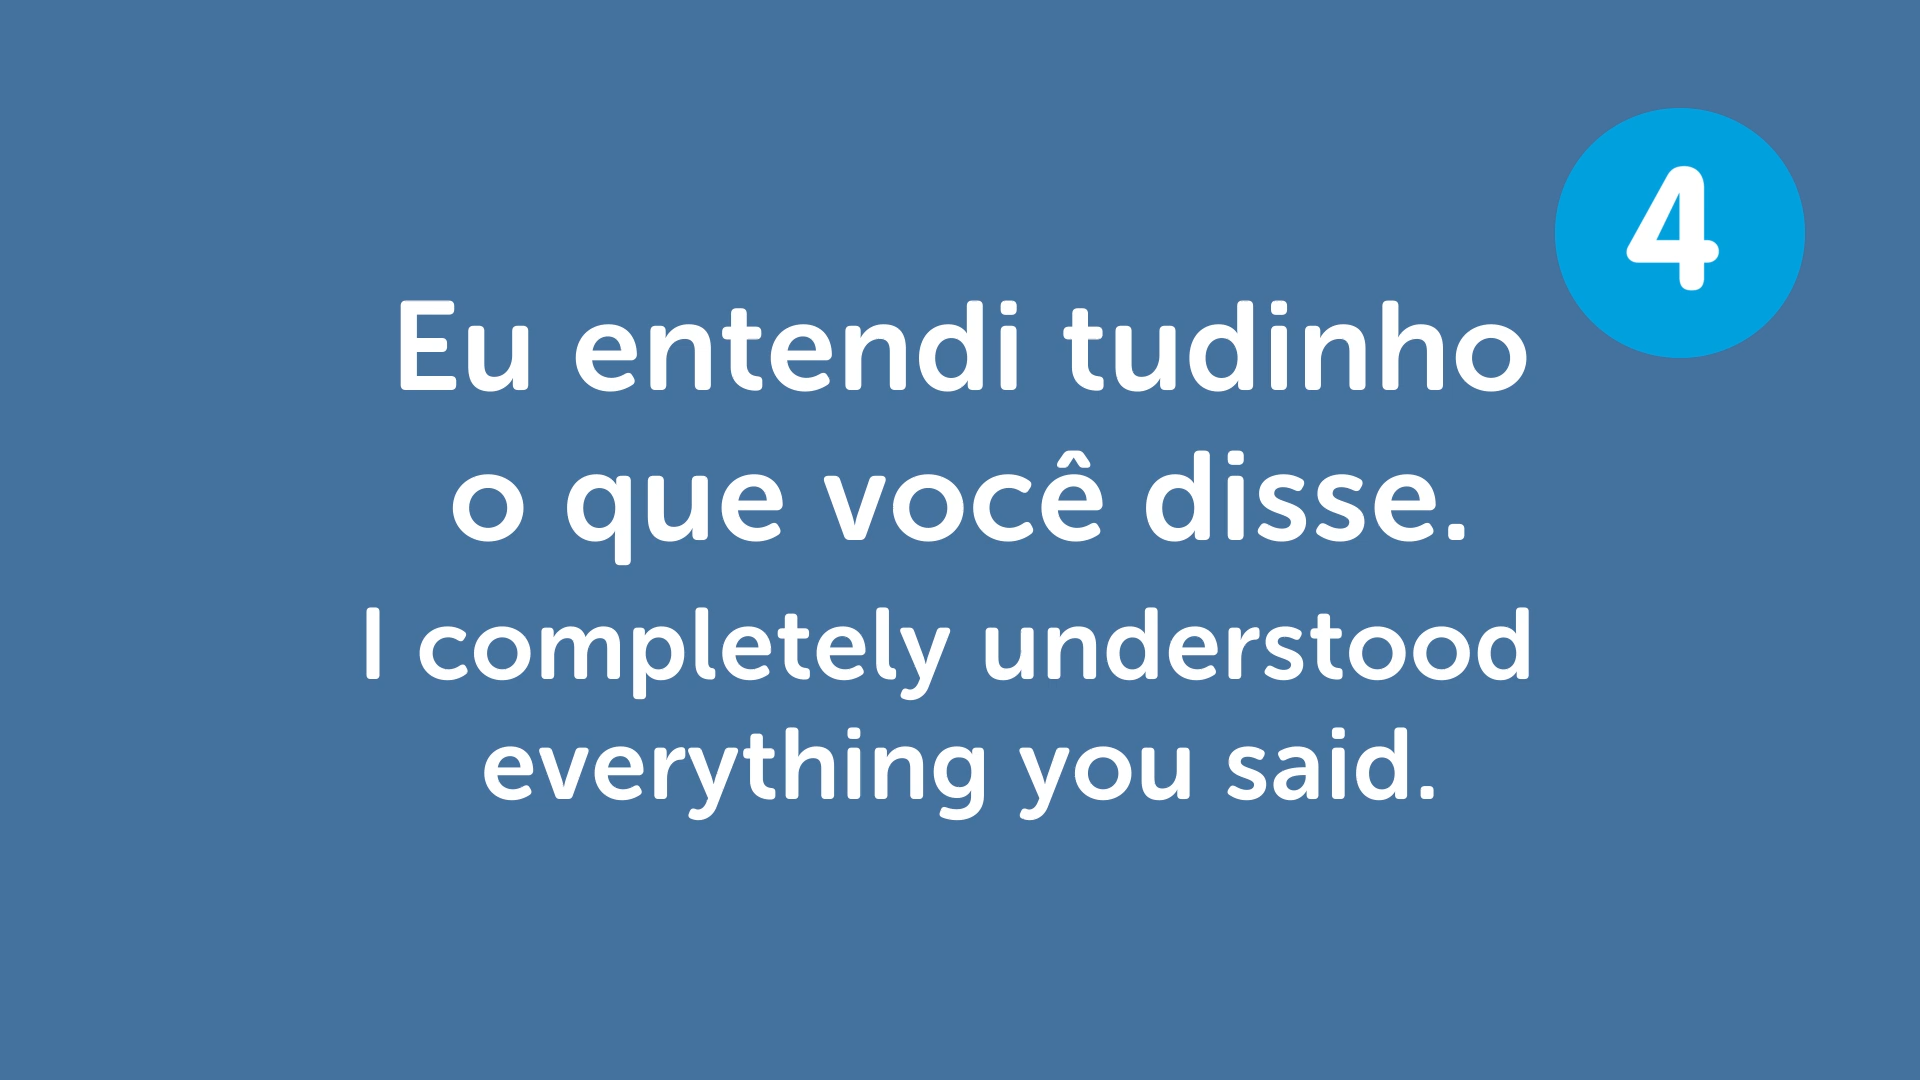 4
Eu entendi tudinho
o que você disse.
I completely understood
everything you said.